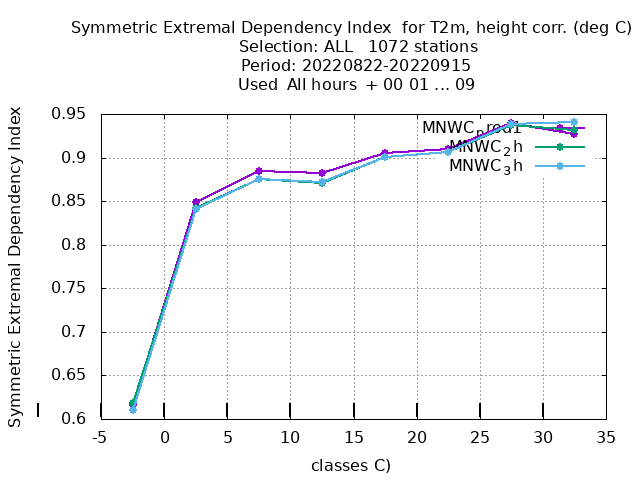 Symmetric Extremal Dependency Index for T2m, height corr. (deg C)
Selection: ALL 1072 stations
Period: 20220822-20220915
Used All hours + 00 01 ... 09
Symmetric Extremal Dependency Index
0.95
0.9
0.85
0.8
0.75
0.7
0.65
0.6
MNWC_prod1
MNWC_2h
MNWC_3h
-5 0 5 10 15 20 25 30 35
classes C)